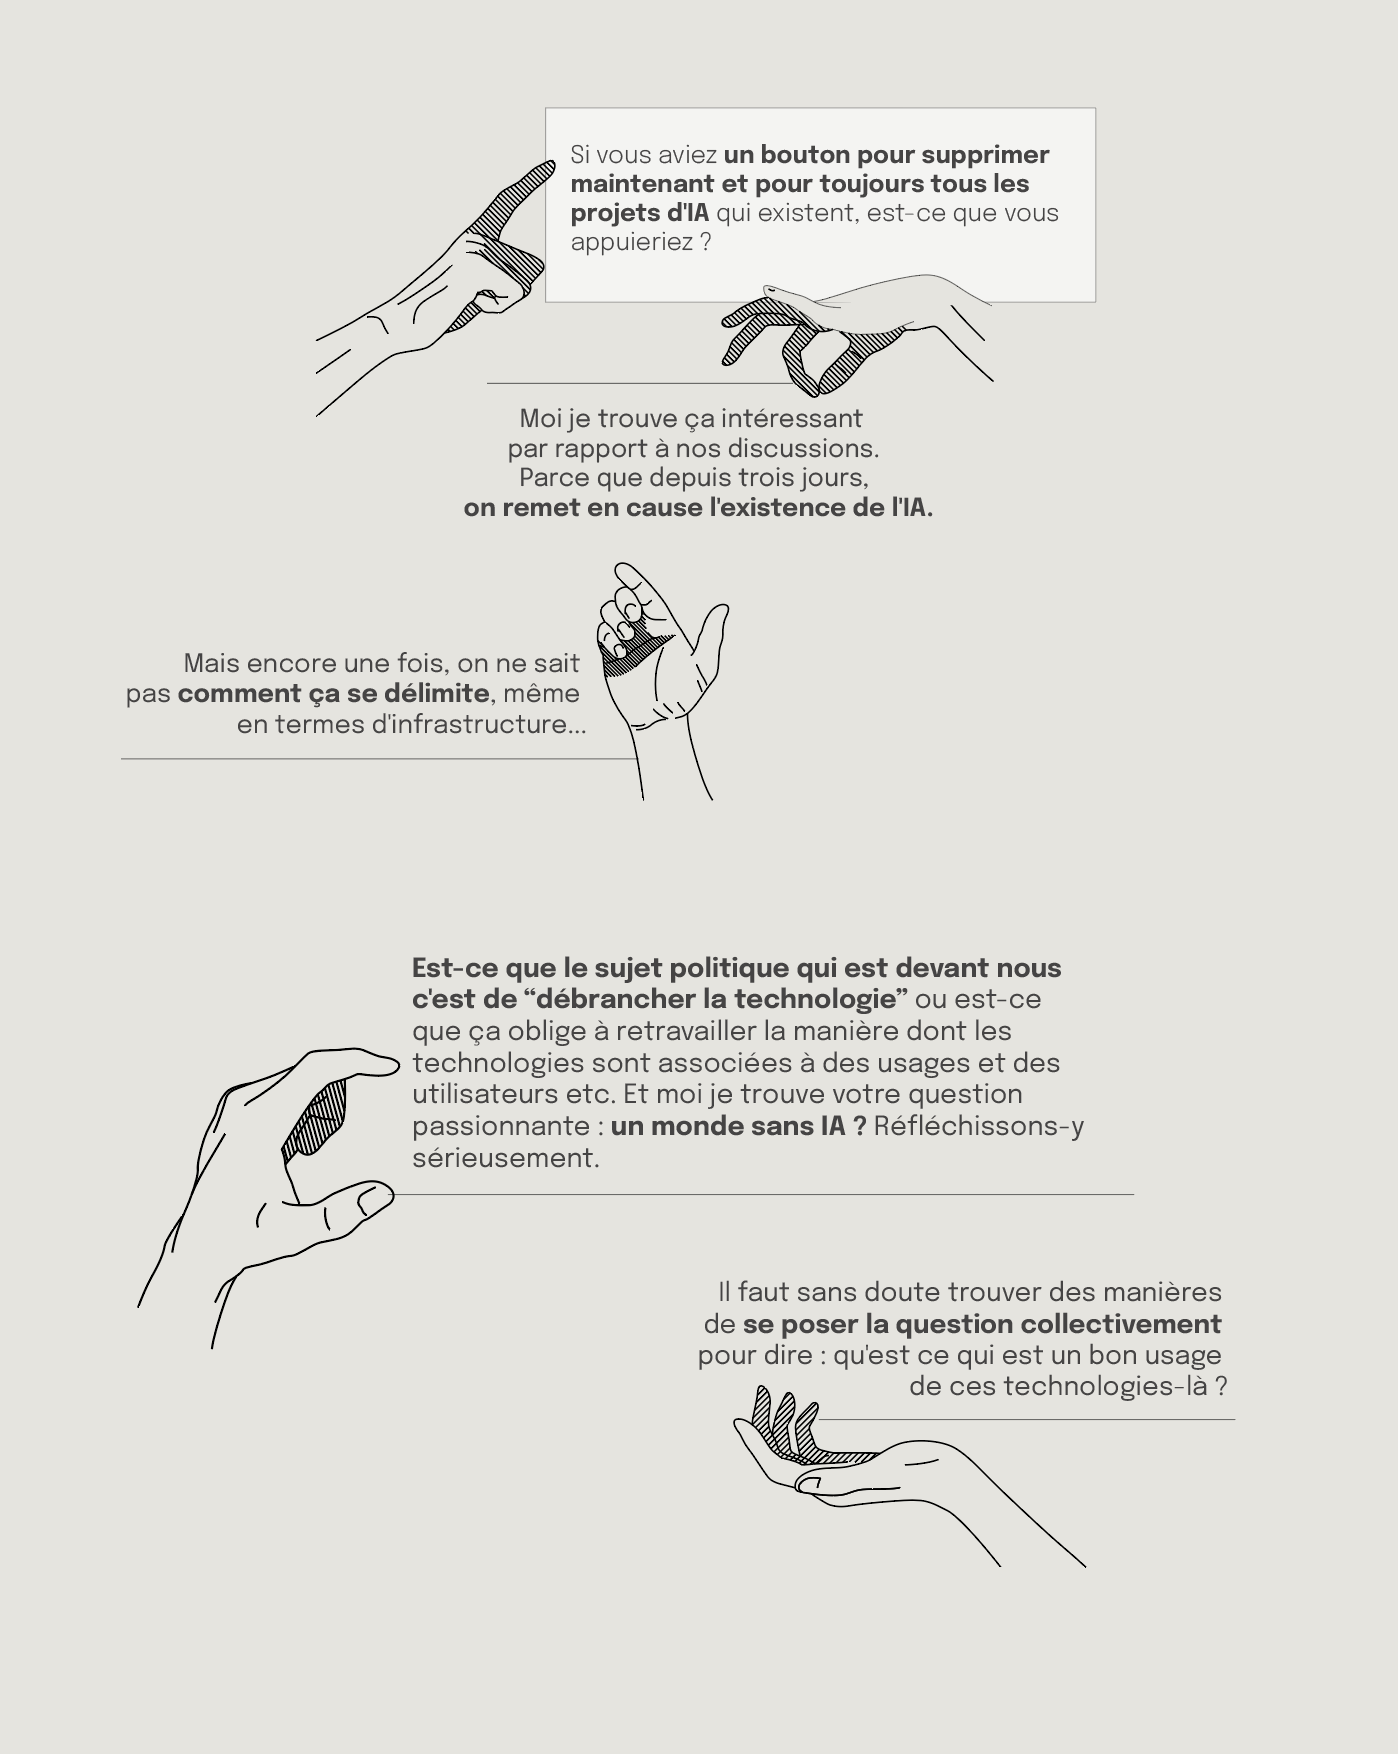 Si vous aviez un bouton pour supprimer
maintenant et pour toujours tous les
projets d'IA qui existent, est-ce que vous
appuieriez ?
Moi je trouve ça intéressant
par rapport à nos discussions.
Parce que depuis trois jours,
on remet en cause l'existence de l'IA.
Mais encore une fois, on ne sait
pas comment ça se délimite, même
en termes d'infrastructure...
Est-ce que le sujet politique qui est devant nous
c'est de “débrancher la technologie” ou est-ce
que ça oblige à retravailler la manière dont les
technologies sont associées à des usages et des
utilisateurs etc. Et moi je trouve votre question
passionnante : un monde sans IA ? Réfléchissons-y
sérieusement.
Il faut sans doute trouver des manières
de se poser la question collectivement
pour dire : qu'est ce qui est un bon usage
de ces technologies-là ?